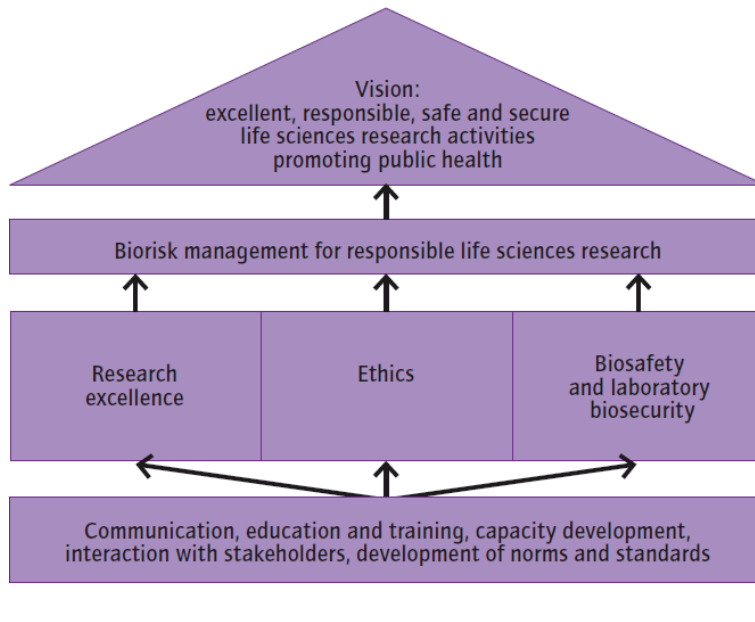 Vision:
excellent, responsible, safe and secure
life sciences research activities
promoting public health
Biorisk management for responsible life sciences research
Research
excellence
Ethics
Biosafety
and laboratory
biosecurity
Communication, education and training, capacity development,
interaction with stakeholders, development of norms and standards